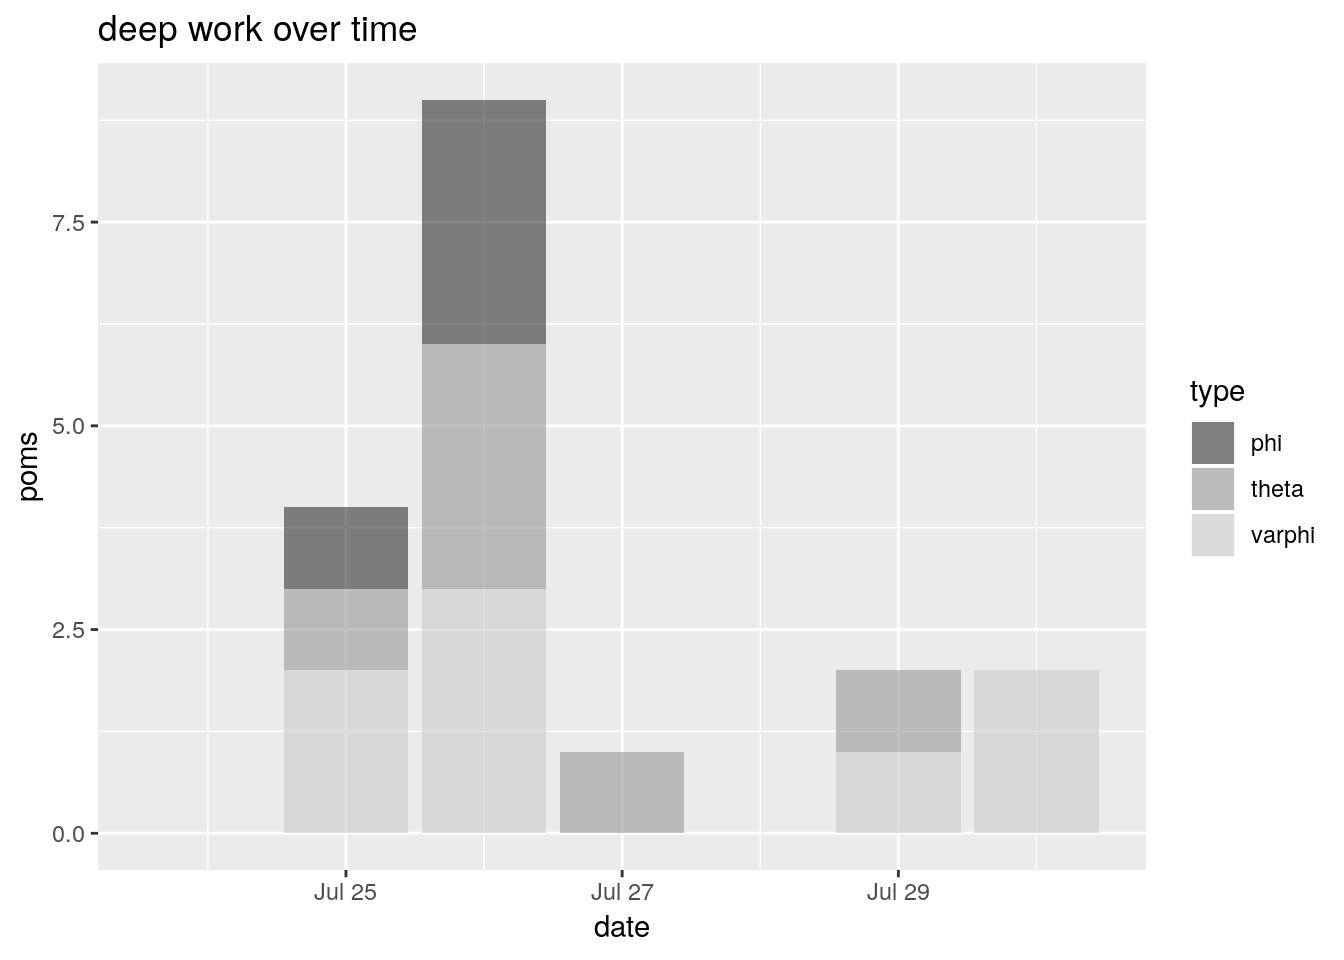 deep work over time
7.5
5.0
2.5
0.0
poms
Jul 25
Jul 27
Jul 29
date
type
phi
theta
varphi